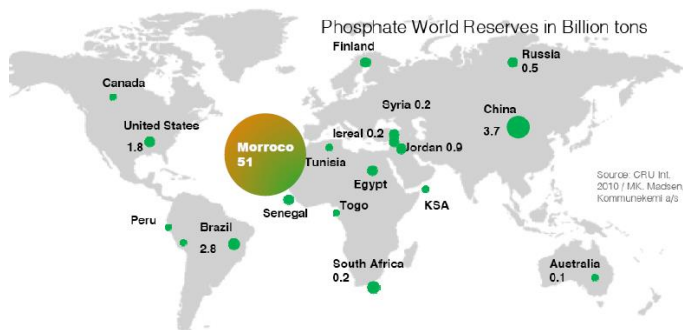 Phosphate World Reserves in Billion tons
Finland
Russia
0.5
Canada
Syria 0.2
China
3.7
United States
1.8
Isreal 0.2
Morroco
51
Jordan 0.9
Tunisia
Source: CRU Int.
2010 / MK. Madsen,
Kommunekemi a/s
Egypt
KSA
Senegal
Togo
Peru
Brazil
2.8
South Africa
0.2
Australia
0.1